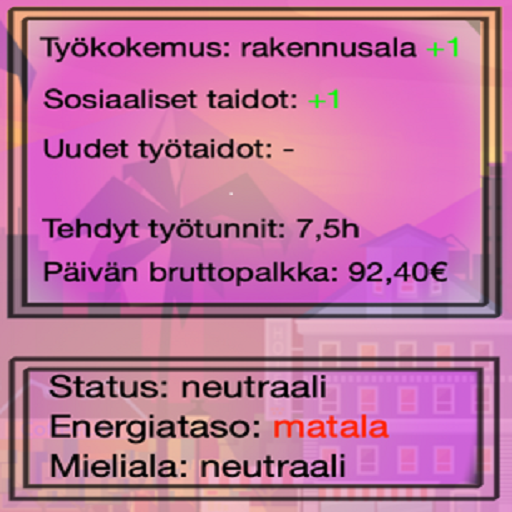 Työkokemus: rakennusala +1
Sosiaaliset taidot: +1
Uudet työtaidot: -
Tehdyt työtunnit: 7,5h
Päivän bruttopalkka: 92,40€
Status: neutraali
Energiataso: matala
Mieliala: neutraali